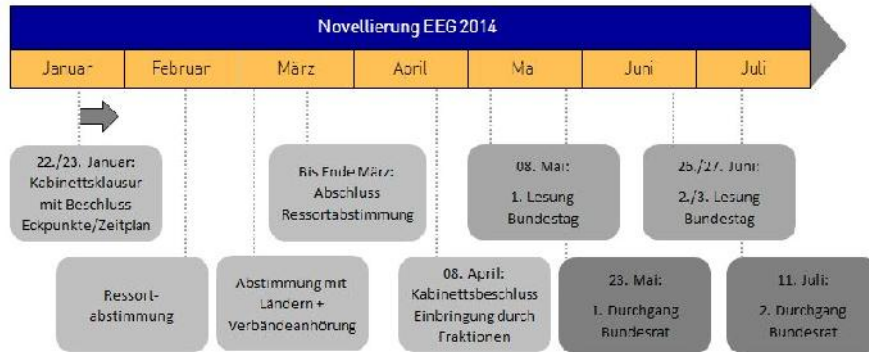 Novellierung EEG 2014
Januar
Februar
März
April
Ma
Juni
Juli
22./23. Januar:
Kabinettsklausur
mit Beschluss
Eckpunkte/Zeitplan
Bis Ende März:
Abschluss
Ressortabstimmung
08. Mai:
1. Lesung
Bundestag
26./27. Juni:
2./3. Lesung
Bundestag
Ressort-
abstimmung
Abstimmung mit
Ländern +
Verbändeanhörung
08. April:
Kabinettsbeschluss
Einbringung durch
Fraktionen
23. Mai:
1. Durchgang
Bundesrat
11. Juli:
2. Durchgang
Bundesrat